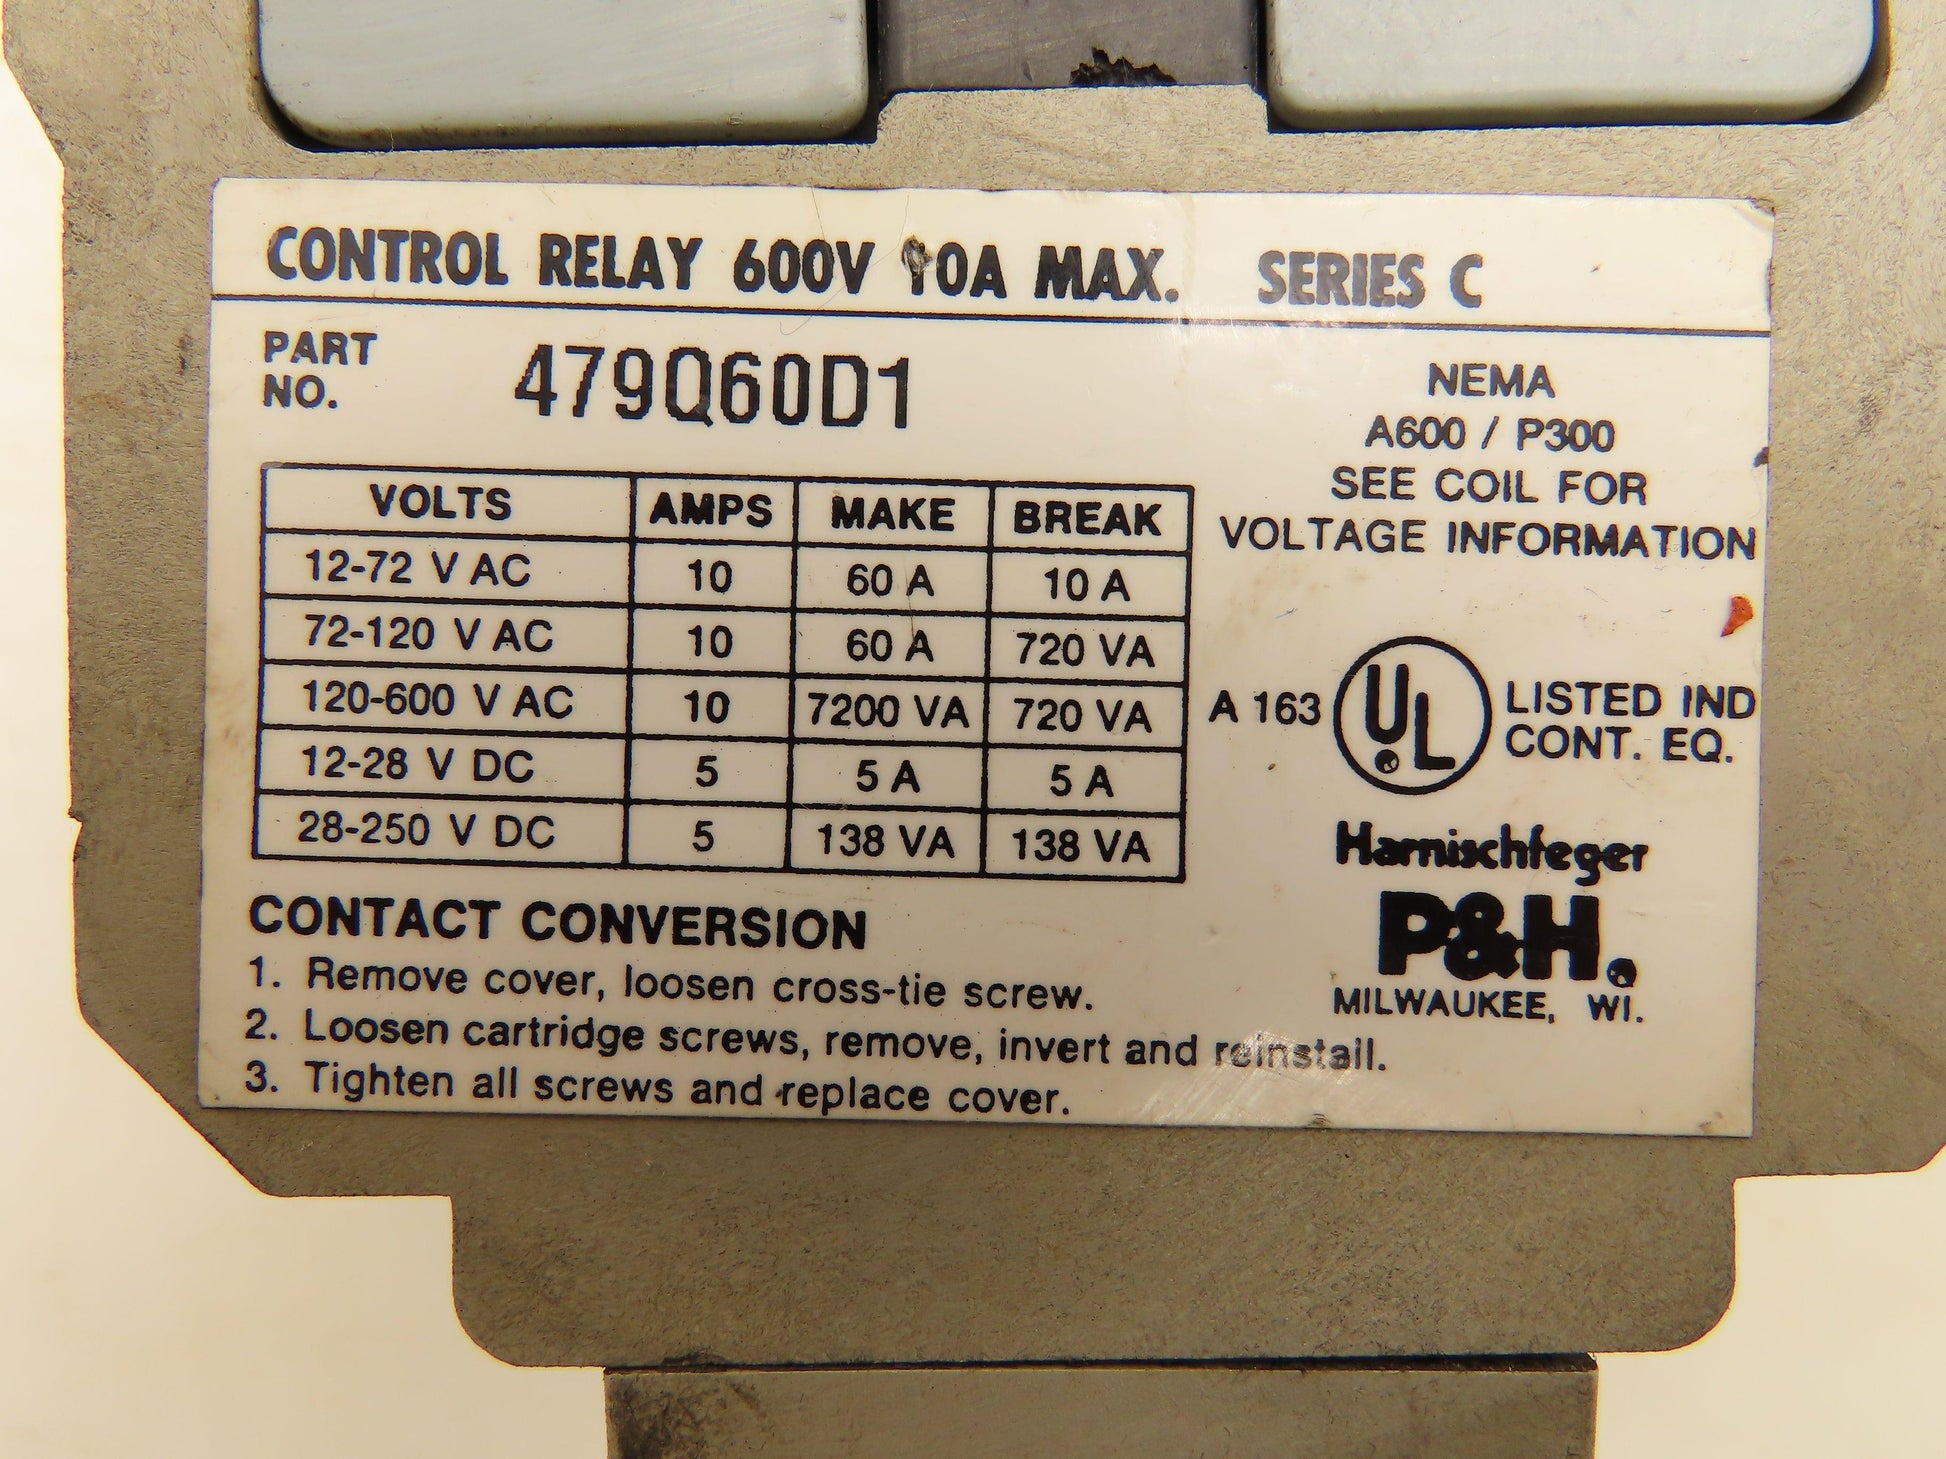 CONTROL RELAY 600V 10A MAX. SERIES C
PART
NO. 479Q60D1
NEMA
A600 / P300
SEE COIL FOR
VOLTAGE INFORMATION
VOLTS AMPS MAKE BREAK
12-72 V AC 10 60 A 10 A
72-120 V AC 10 60 A 720 VA
120-600 V AC 10 7200 VA 720 VA
12-28 V DC 5 5 A 5 A
28-250 V DC 5 138 VA 138 VA
A 163 UL LISTED IND
CONT. EQ.
Harnischfeger
P&H®
MILWAUKEE, WI.
CONTACT CONVERSION
1. Remove cover, loosen cross-tie screw.
2. Loosen cartridge screws, remove, invert and reinstall.
3. Tighten all screws and replace cover.